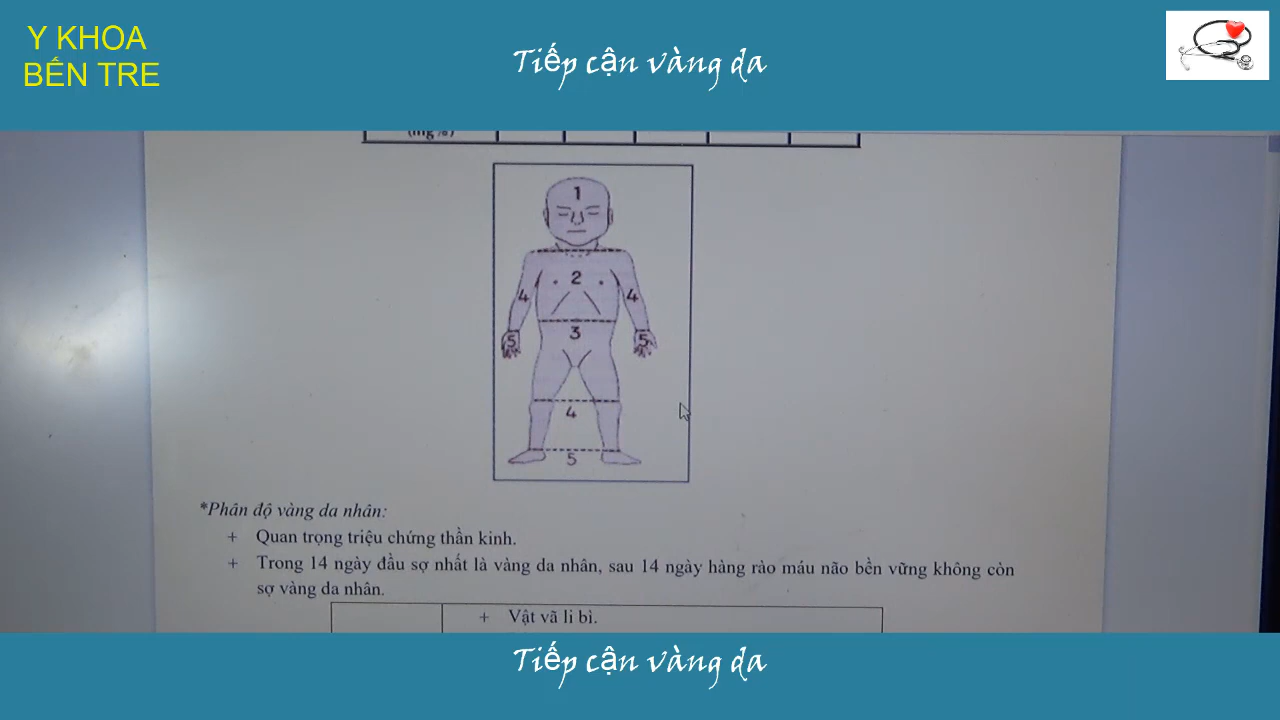 Y KHOA
BẾN TRE
Tiếp cận vàng da
(mg%)
1
2
4 4
3
5 5
4
5
*Phân độ vàng da nhân:
+ Quan trọng triệu chứng thần kinh.
+ Trong 14 ngày đầu sợ nhất là vàng da nhân, sau 14 ngày hàng rào máu não bền vững không còn
sợ vàng da nhân.
+ Vật vã li bì.
Tiếp cận vàng da